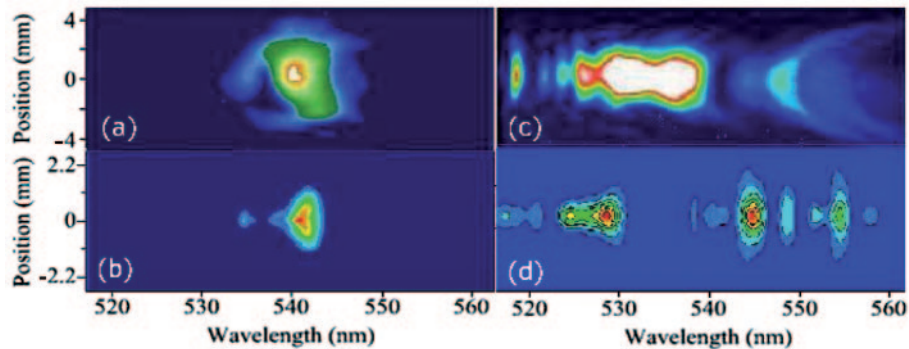 Position (mm)
4
0
-4
(a)
(c)
Position (mm)
2.2
0
-2.2
(b)
(d)
520 530 540 550 520 530 540 550 560
Wavelength (nm) Wavelength (nm)